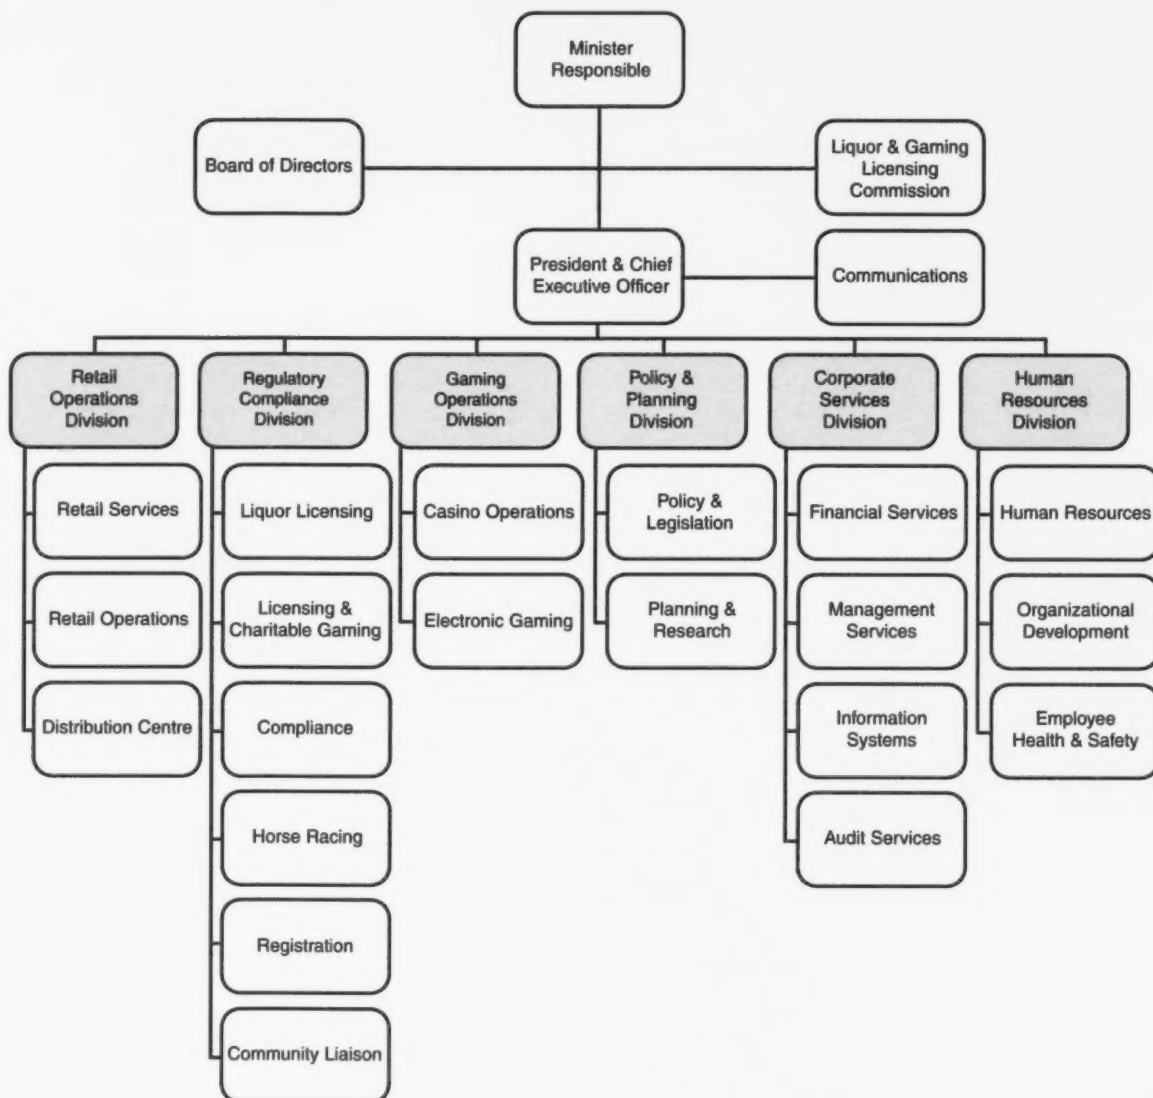 Minister
Responsible
Board of Directors
Liquor & Gaming
Licensing
Commission
President & Chief
Executive Officer
Communications
Retail
Operations
Division
Regulatory
Compliance
Division
Gaming
Operations
Division
Policy &
Planning
Division
Corporate
Services
Division
Human
Resources
Division
Retail Services
Retail Operations
Distribution Centre
Liquor Licensing
Licensing &
Charitable Gaming
Compliance
Horse Racing
Registration
Community Liaison
Casino Operations
Electronic Gaming
Policy &
Legislation
Planning &
Research
Financial Services
Management
Services
Information
Systems
Audit Services
Human Resources
Organizational
Development
Employee
Health & Safety